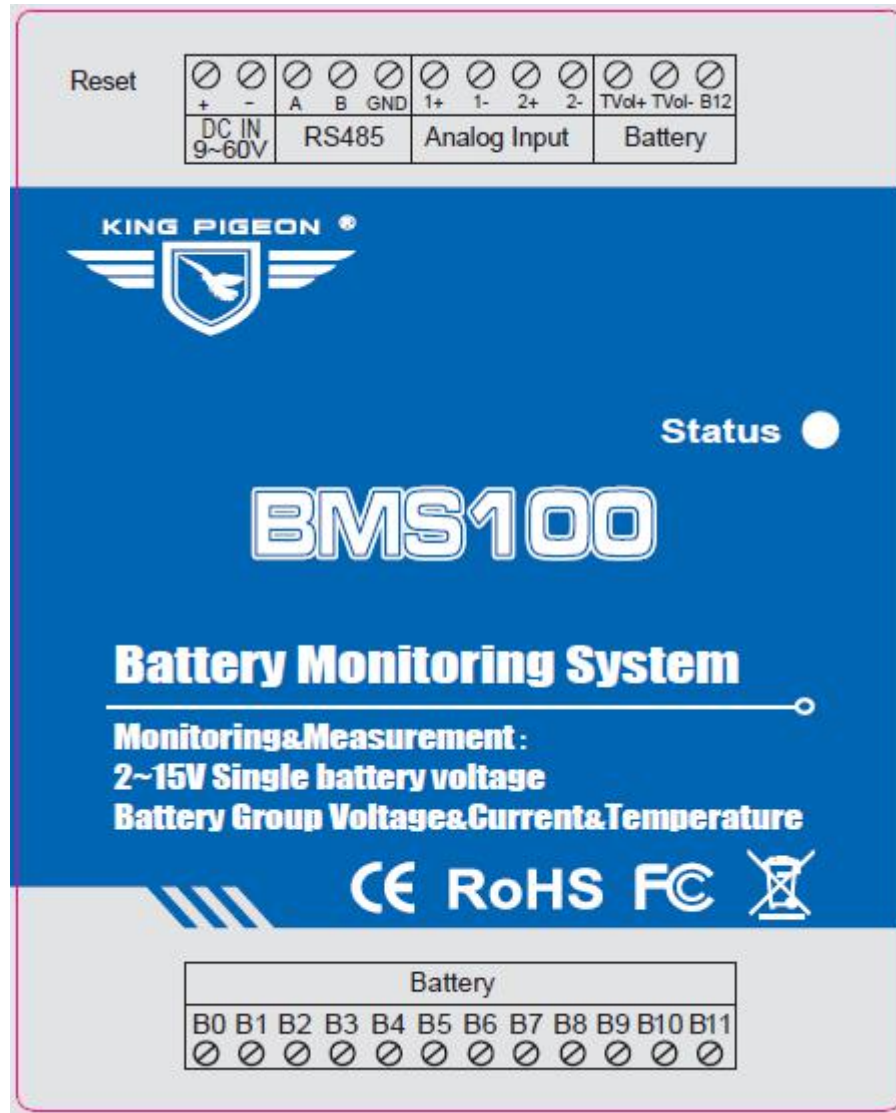 Reset
+ - A B GND 1+ 1- 2+ 2- TVol+ TVol- B12
DC IN
9~60V
RS485
Analog Input
Battery
KING PIGEON ®
Status
BMS100
Battery Monitoring System
Monitoring&Measurement :
2~15V Single battery voltage
Battery Group Voltage&Current&Temperature
CE RoHS FC
Battery
B0 B1 B2 B3 B4 B5 B6 B7 B8 B9 B10 B11